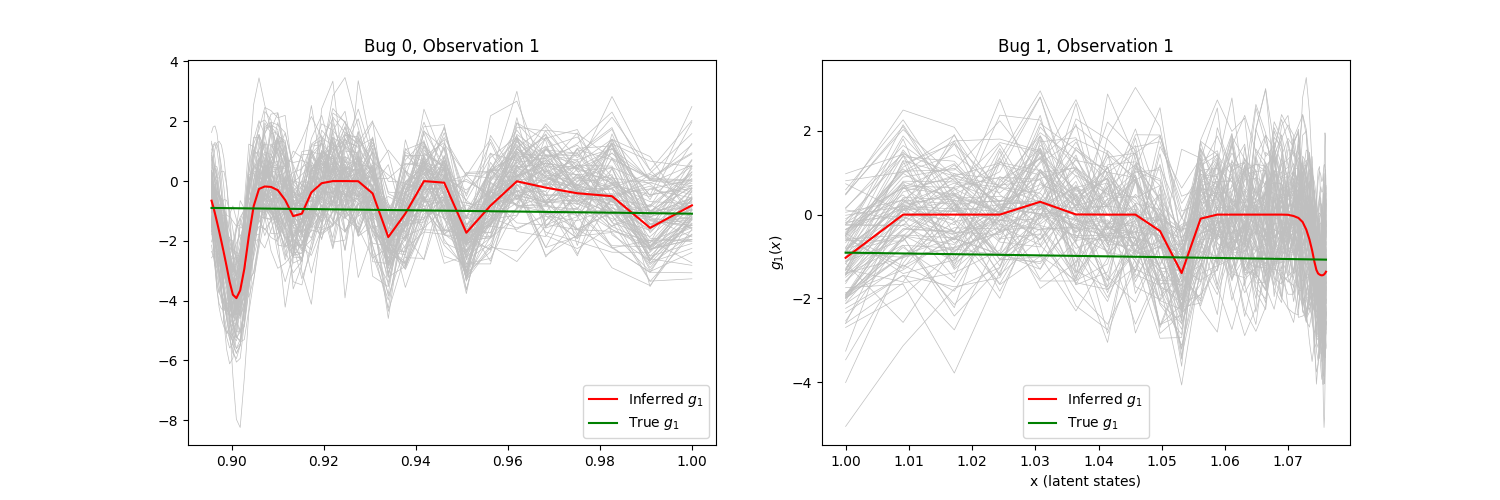 Bug 0, Observation 1
4
2
0
−2
−4
−6
−8
0.90 0.92 0.94 0.96 0.98 1.00
Inferred g₁
True g₁
Bug 1, Observation 1
g₁(x)
2
0
−2
−4
1.00 1.01 1.02 1.03 1.04 1.05 1.06 1.07
x (latent states)
Inferred g₁
True g₁